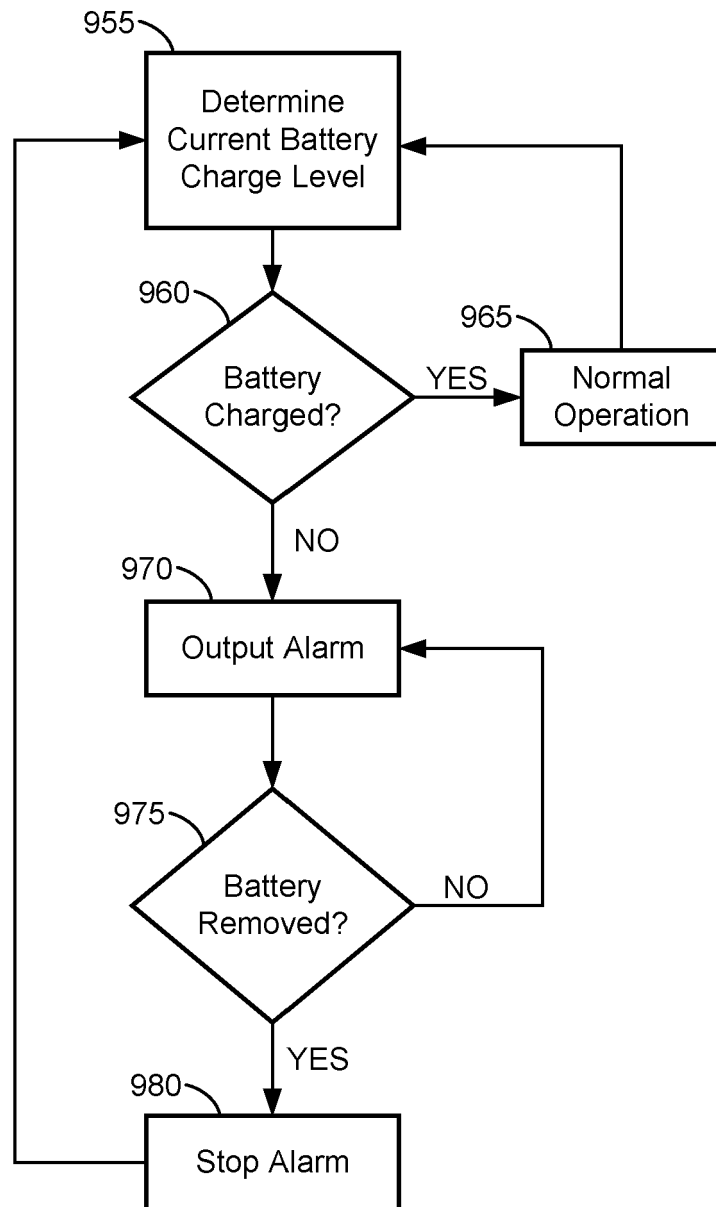 955
Determine
Current Battery
Charge Level
960
Battery
Charged?
YES
965
Normal
Operation
NO
970
Output Alarm
975
Battery
Removed?
NO
YES
980
Stop Alarm